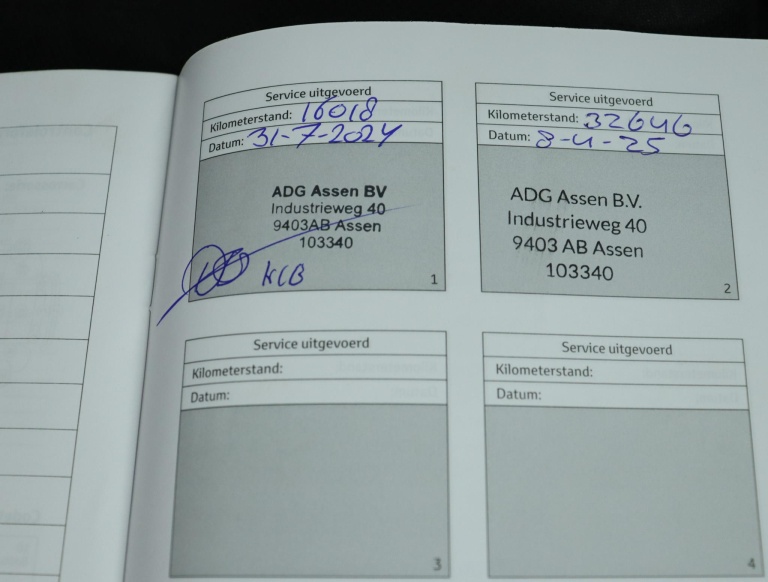 Service uitgevoerd
Kilometerstand: 16018
Datum: 31-7-2024
ADG Assen BV
Industrieweg 40
9403AB Assen
103340
KLB
1
Service uitgevoerd
Kilometerstand: 32646
Datum: 8-4-25
ADG Assen B.V.
Industrieweg 40
9403 AB Assen
103340
2
Service uitgevoerd
Kilometerstand:
Datum:
3
Service uitgevoerd
Kilometerstand:
Datum:
4